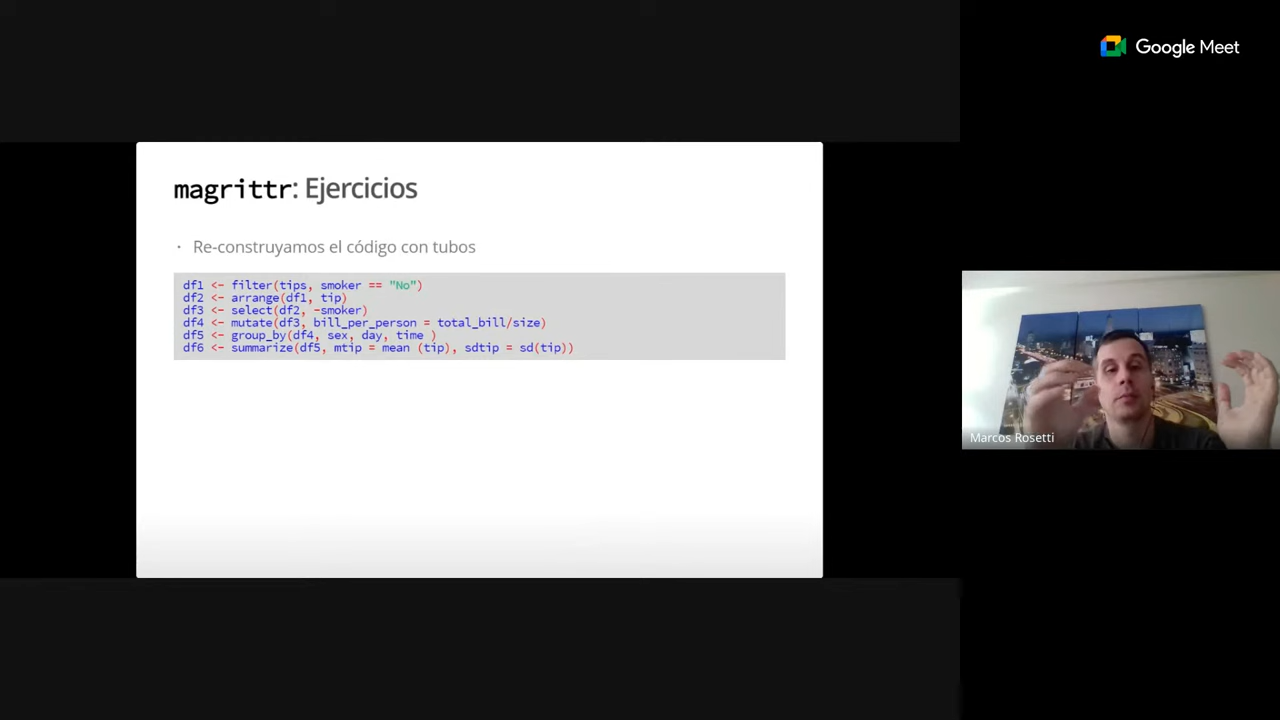 Google Meet
magrittr: Ejercicios
· Re-construyamos el código con tubos
df1 <- filter(tips, smoker == "No")
df2 <- arrange(df1, tip)
df3 <- select(df2, -smoker)
df4 <- mutate(df3, bill_per_person = total_bill/size)
df5 <- group_by(df4, sex, day, time )
df6 <- summarize(df5, mtip = mean (tip), sdtip = sd(tip))
Marcos Rosetti